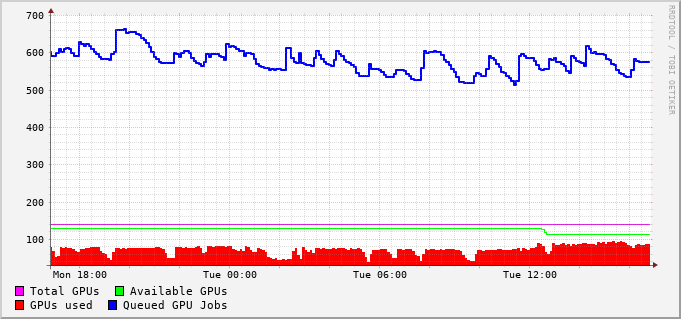 700
600
500
400
300
200
100
Mon 18:00 Tue 00:00 Tue 06:00 Tue 12:00
Total GPUs Available GPUs
GPUs used Queued GPU Jobs
RRDTOOL / TOBI OETIKER